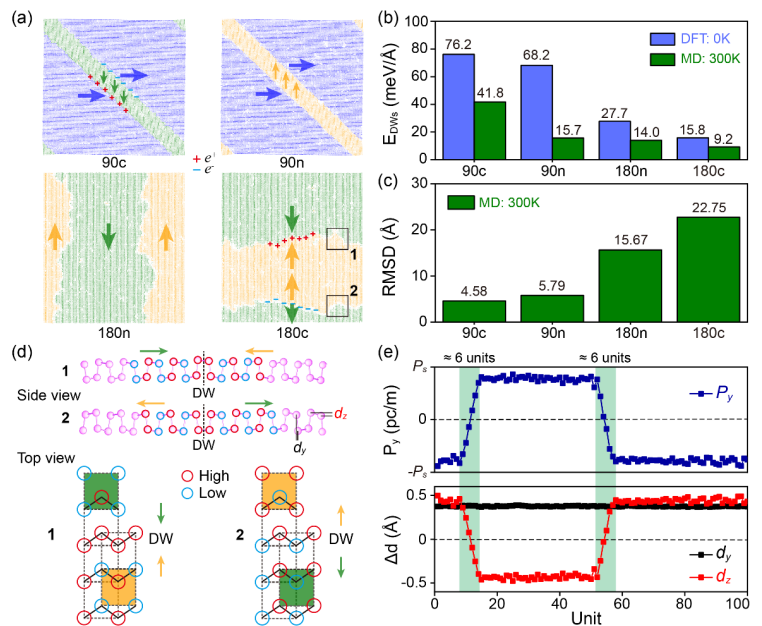 (a)
90c
90n
+ e⁺
− e⁻
1
2
180n
180c
(b)
E_DWs (meV/Å)
100
80
60
40
20
0
DFT: 0K
MD: 300K
76.2
41.8
68.2
15.7
27.7
14.0
15.8
9.2
90c
90n
180n
180c
(c)
RMSD (Å)
30
20
10
0
MD: 300K
4.58
5.79
15.67
22.75
90c
90n
180n
180c
(d)
1
DW
Side view
2
DW
d_z
d_y
Top view
High
Low
1
DW
2
DW
(e)
≈ 6 units
≈ 6 units
P_s
0
-P_s
P_y (pc/m)
P_y
0.5
0
-0.5
Δd (Å)
d_y
d_z
0
20
40
60
80
100
Unit